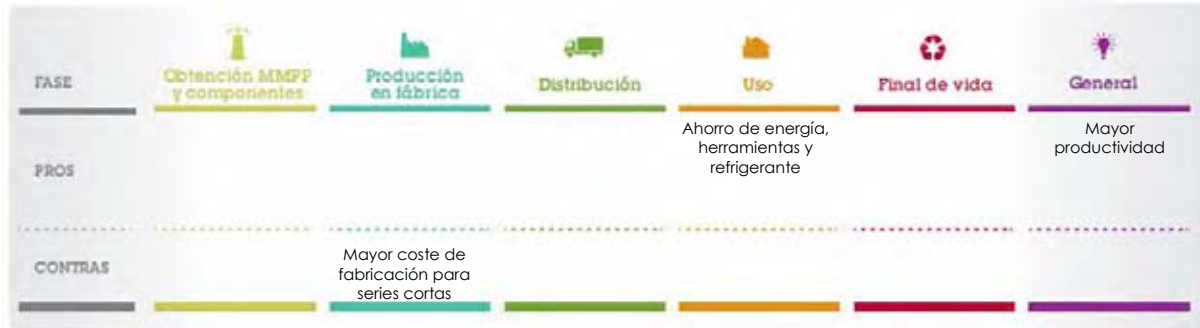 FASE
Obtención MMPP
y componentes
Producción
en fábrica
Distribución
Uso
Final de vida
General
PROS
Ahorro de energía,
herramientas y
refrigerante
Mayor
productividad
CONTRAS
Mayor coste de
fabricación para
series cortas